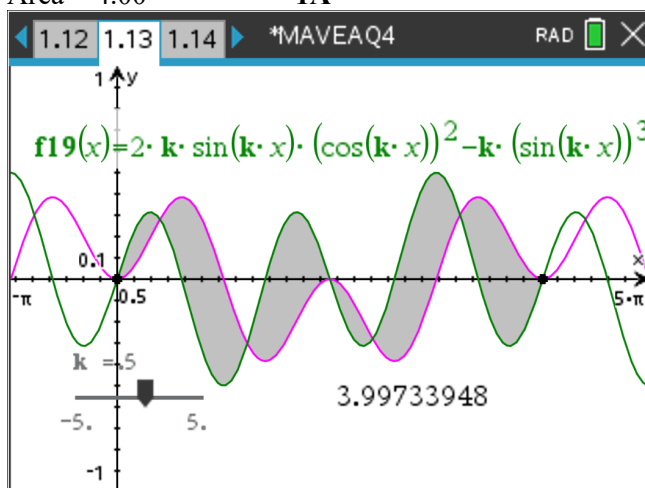 1.12 1.13 1.14 *MAVEAQ4 RAD
1 y
f19(x)=2· k· sin(k· x)· (cos(k· x))^2−k· (sin(k· x))^3
0.1 x
-π 0.5 5·π
k =.5
-5. 5.
3.99733948
-1